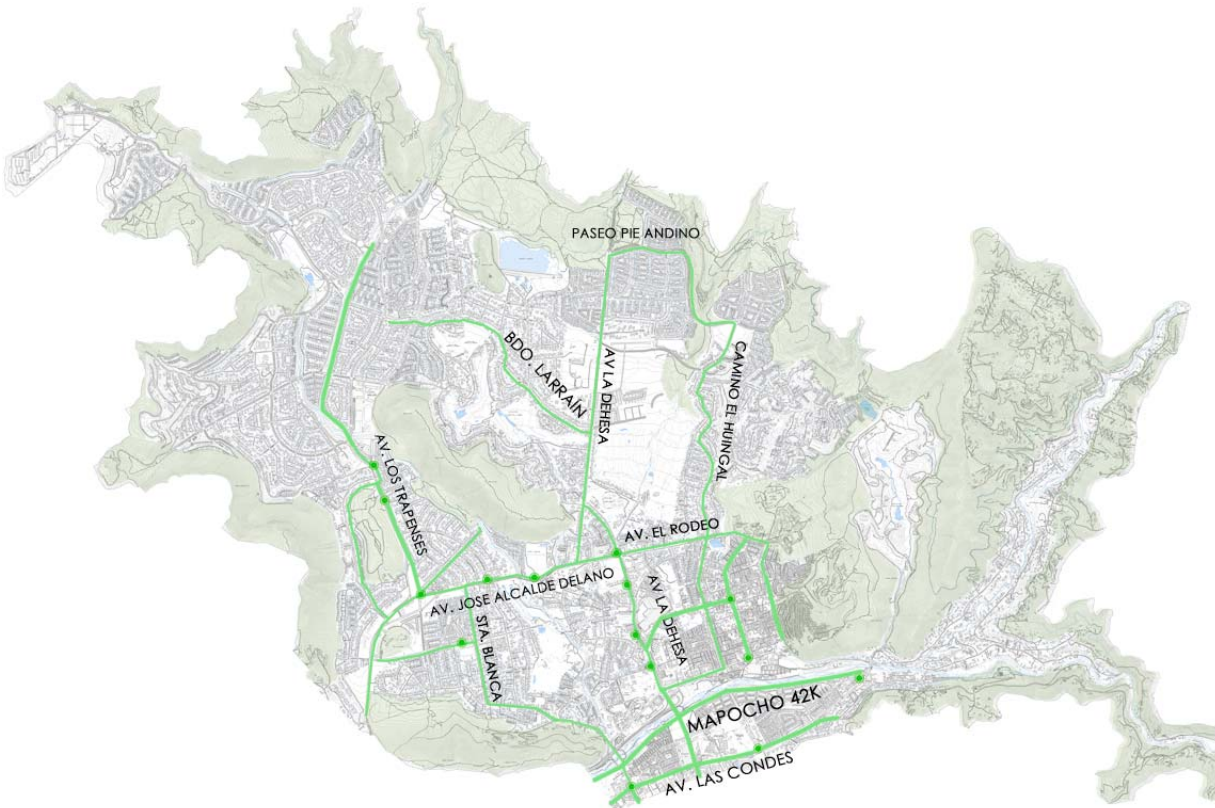 PASEO PIE ANDINO
BDO. LARRAÍN
AV LA DEHESA
CAMINO EL HUINGAL
AV. LOS TRAPENSES
AV. EL RODEO
AV. JOSE ALCALDE DELANO
AV LA DEHESA
STA. BLANCA
MAPOCHO 42K
AV. LAS CONDES